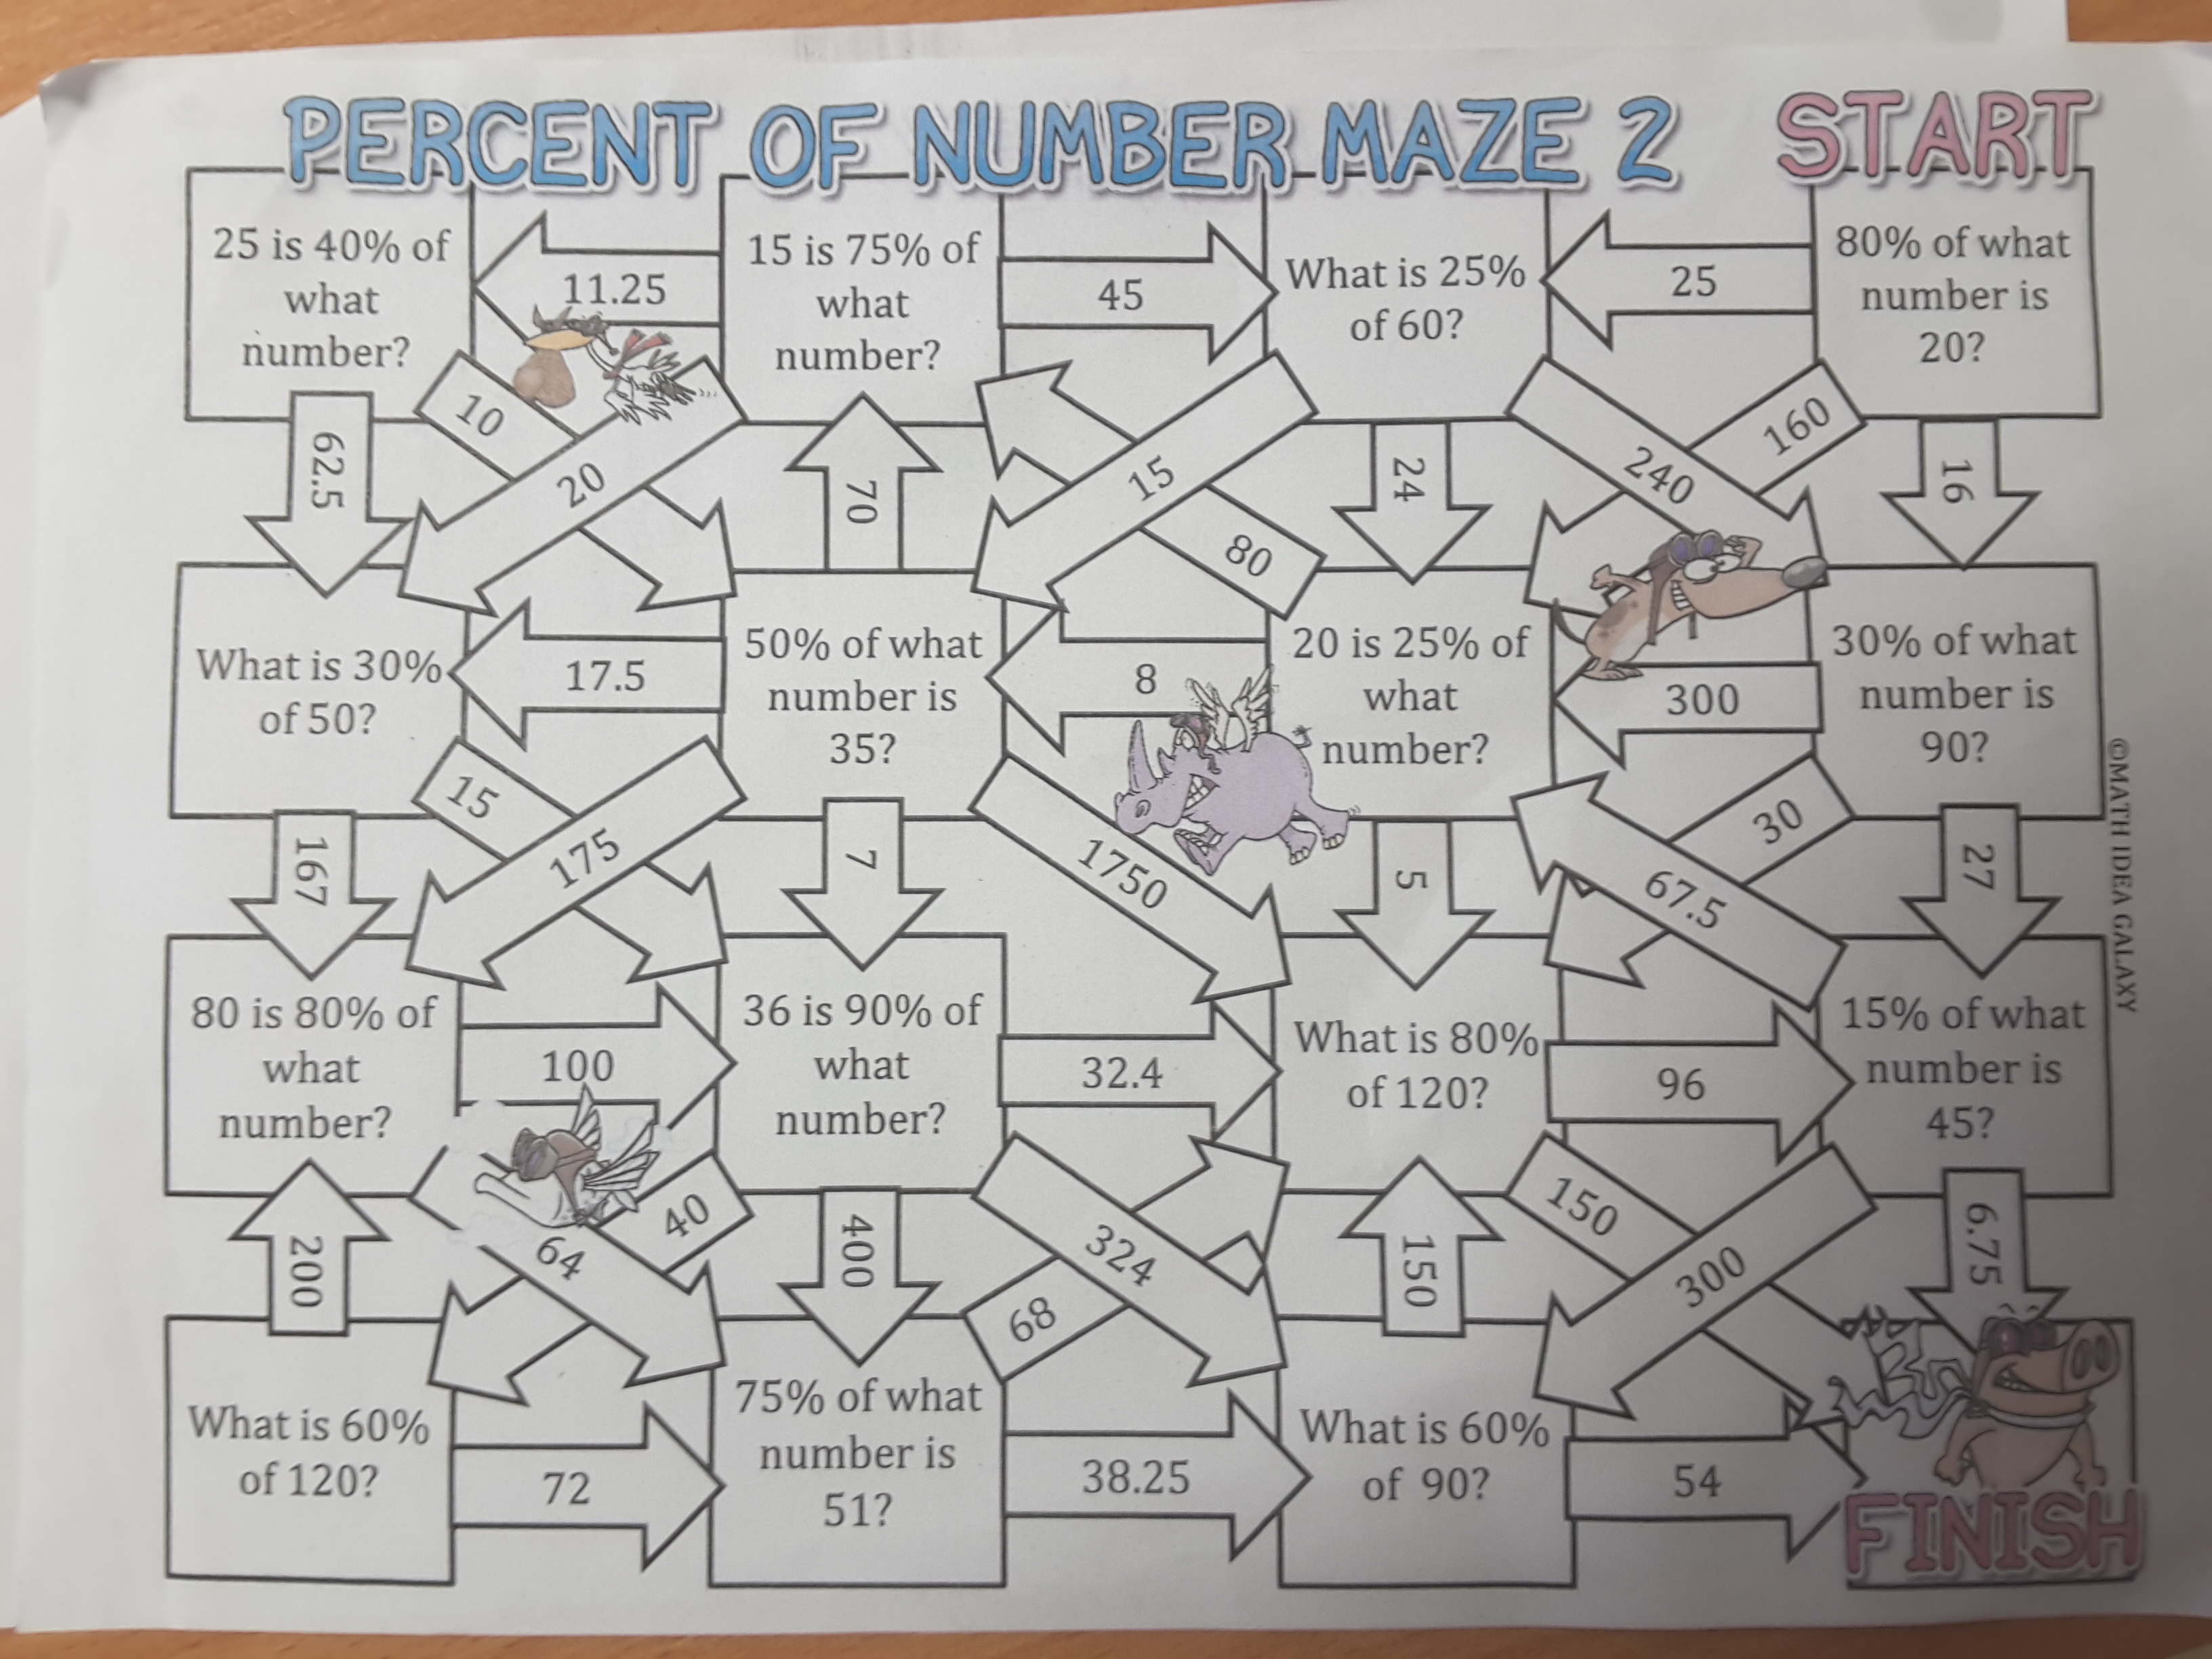 PERCENT OF NUMBER MAZE 2
START
25 is 40% of
what
number?
11.25
15 is 75% of
what
number?
45
What is 25%
of 60?
25
80% of what
number is
20?
62.5
10
20
70
15
80
24
240
160
16
What is 30%
of 50?
17.5
50% of what
number is
35?
8
20 is 25% of
what
number?
300
30% of what
number is
90?
167
15
175
7
1750
5
67.5
30
27
©MATH IDEA GALAXY
80 is 80% of
what
number?
100
36 is 90% of
what
number?
32.4
What is 80%
of 120?
96
15% of what
number is
45?
200
64
40
400
324
68
150
150
300
6.75
What is 60%
of 120?
72
75% of what
number is
51?
38.25
What is 60%
of 90?
54
FINISH